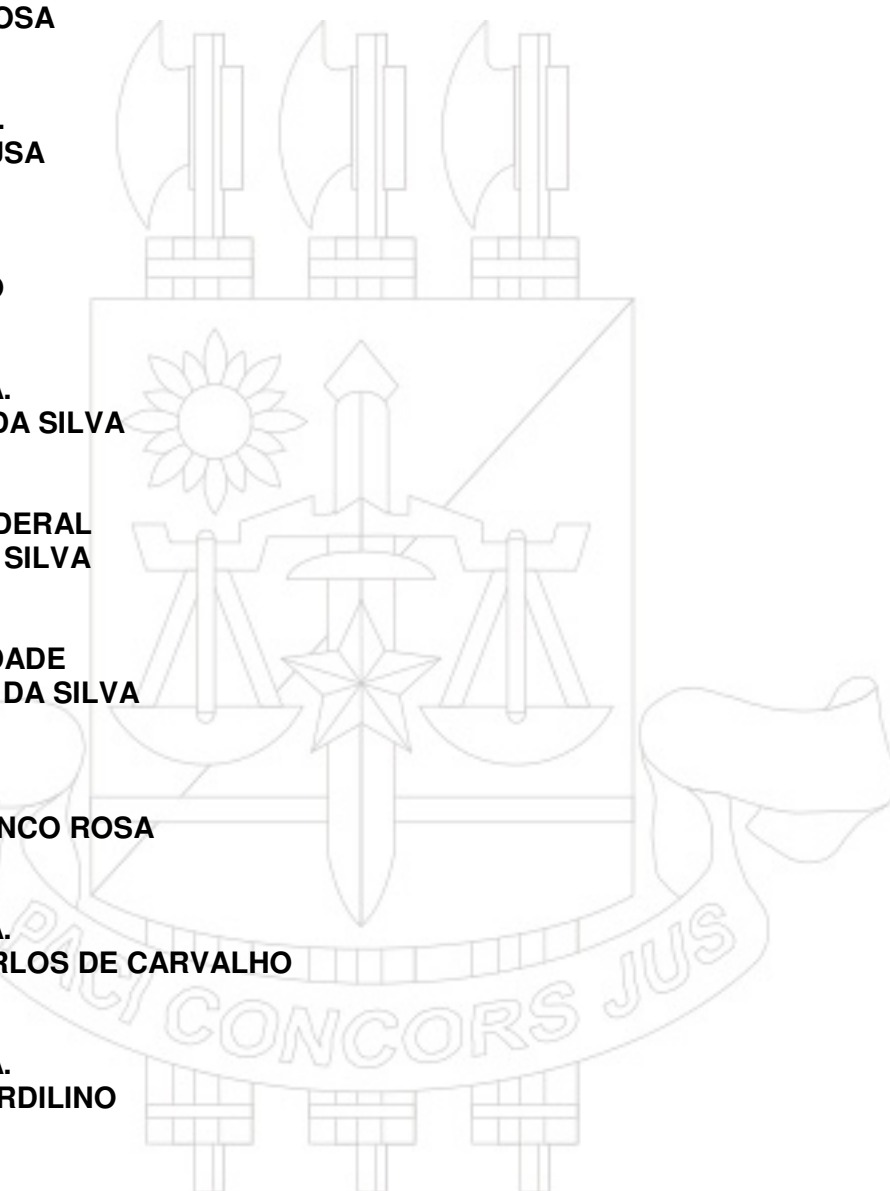 OSA
.
USA
O
A.
DA SILVA
DERAL
SILVA
DADE
DA SILVA
NCO ROSA
A.
RLOS DE CARVALHO
A.
RDILINO
PACI CONCORS JUS